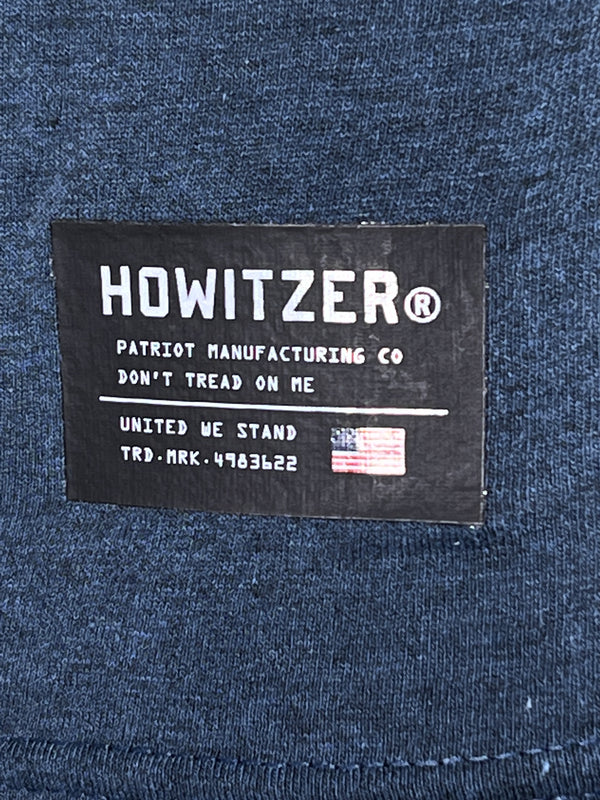 HOWITZER®
PATRIOT MANUFACTURING CO
DON'T TREAD ON ME
UNITED WE STAND
TRD.MRK.4983622